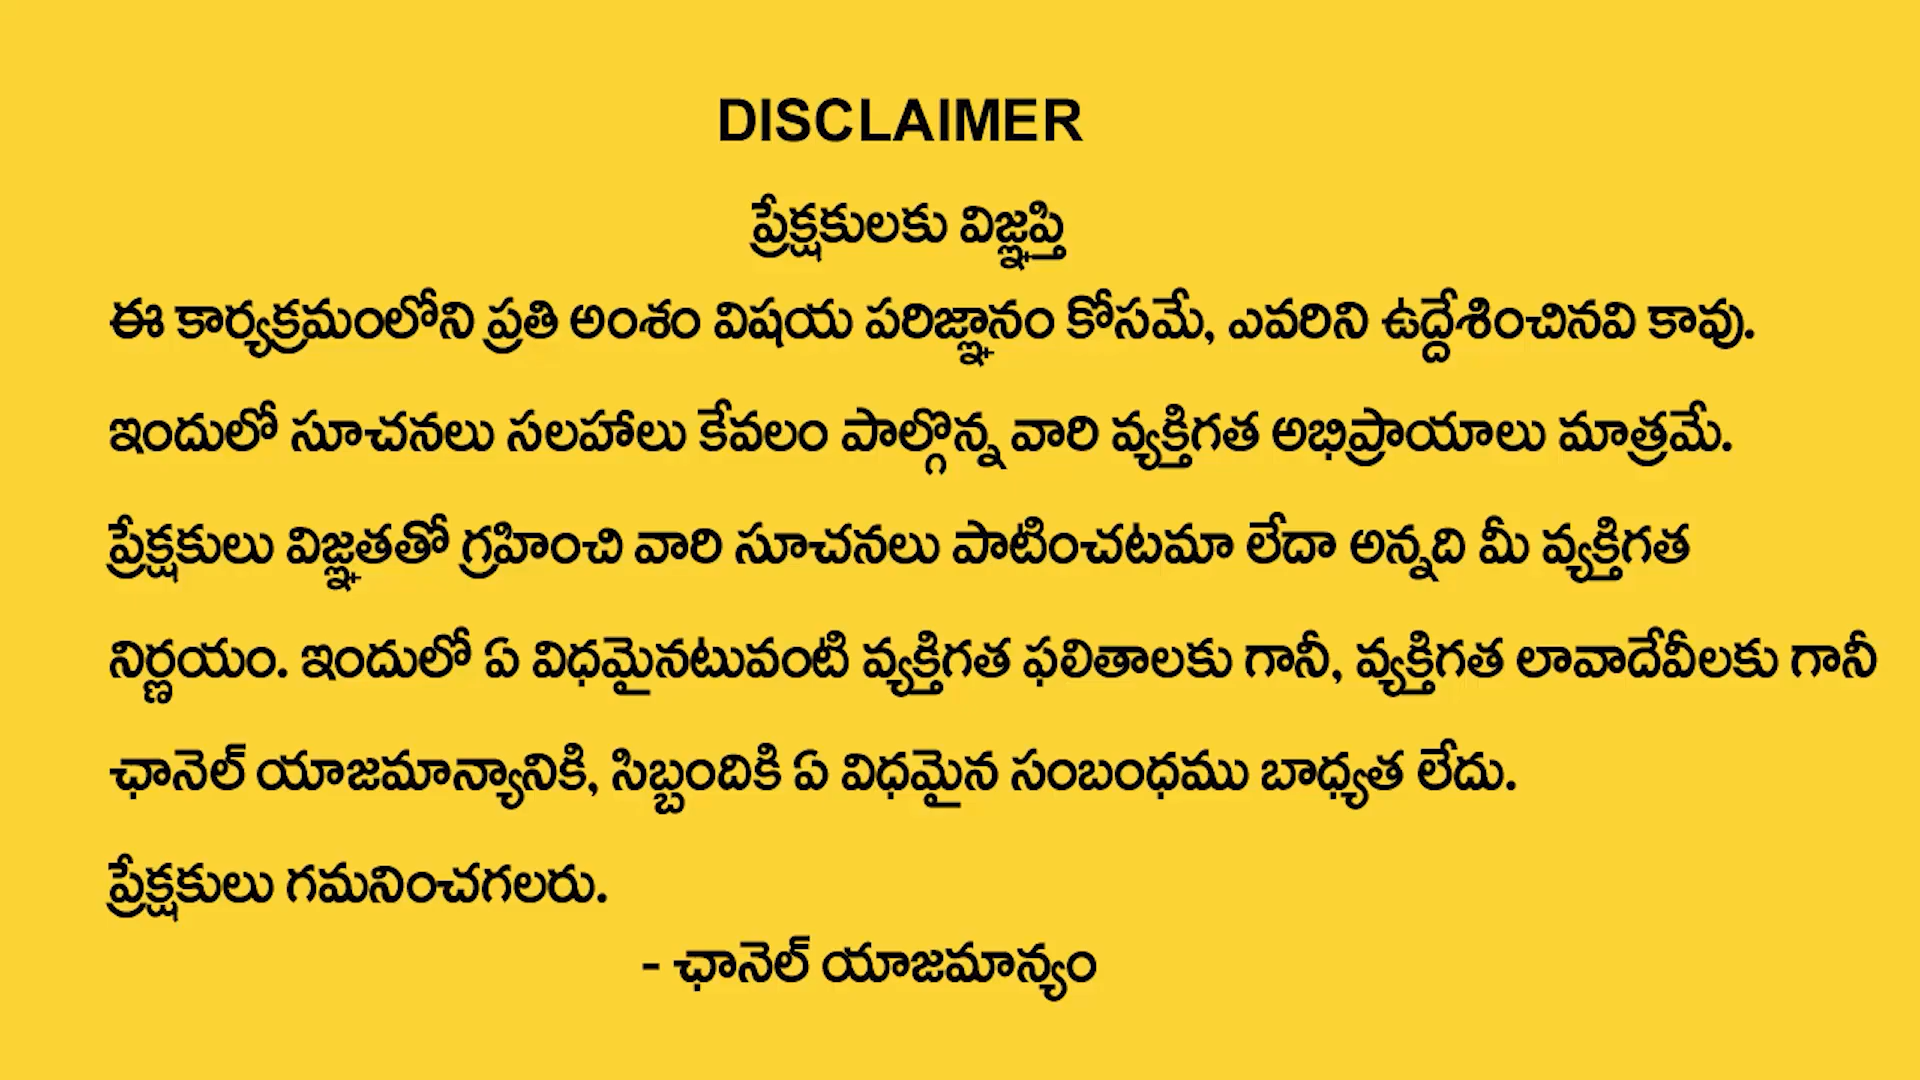 DISCLAIMER
ప్రేక్షకులకు విజ్ఞప్తి
ఈ కార్యక్రమంలోని ప్రతి అంశం విషయ పరిజ్ఞానం కోసమే, ఎవరిని ఉద్దేశించినవి కావు.
ఇందులో సూచనలు సలహాలు కేవలం పాల్గొన్న వారి వ్యక్తిగత అభిప్రాయాలు మాత్రమే.
ప్రేక్షకులు విజ్ఞతతో గ్రహించి వారి సూచనలు పాటించటమా లేదా అన్నది మీ వ్యక్తిగత
నిర్ణయం. ఇందులో ఏ విధమైనటువంటి వ్యక్తిగత ఫలితాలకు గానీ, వ్యక్తిగత లావాదేవీలకు గానీ
ఛానెల్ యాజమాన్యానికి, సిబ్బందికి ఏ విధమైన సంబంధము బాధ్యత లేదు.
ప్రేక్షకులు గమనించగలరు.
- ఛానెల్ యాజమాన్యం